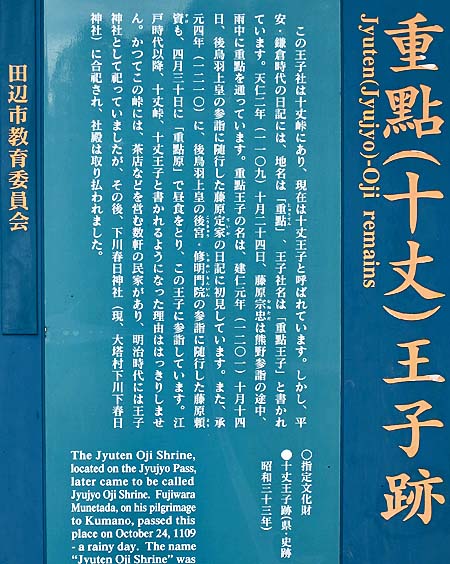 重點(十丈)王子跡
Jyuten(Jyujyo)-Oji remains
この王子社は十丈峠にあり、現在は十丈王子と呼ばれています。しかし、平
安・鎌倉時代の日記には、地名は「重點」、王子社名は「重點王子」と書かれ
ています。天仁二年(一一〇九)十月二十四日、藤原宗忠は熊野参詣の途中、
雨中に重點を通っています。重點王子の名は、建仁元年(一二〇一)十月十四
日、後鳥羽上皇の参詣に随行した藤原定家の日記に初見しています。また、承
元四年(一二一〇)に、後鳥羽上皇の後宮・修明門院の参詣に随行した藤原頼
資も、四月三十日に「重點原」で昼食をとり、この王子に参詣しています。江
戸時代以降、十丈峠、十丈王子と書かれるようになった理由ははっきりしませ
ん。かつてこの峠には、茶店などを営む数軒の民家があり、明治時代には王子
神社として祀っていましたが、その後、下川春日神社(現、大塔村下川下春日
神社)に合祀され、社殿は取り払われました。
〇指定文化財
●十丈王子跡(県・史跡
昭和三十三年)
The Jyuten Oji Shrine,
located on the Jyujyo Pass,
later came to be called
Jyujyo Oji Shrine. Fujiwara
Munetada, on his pilgrimage
to Kumano, passed this
place on October 24, 1109
- a rainy day. The name
"Jyuten Oji Shrine" was
田辺市教育委員会